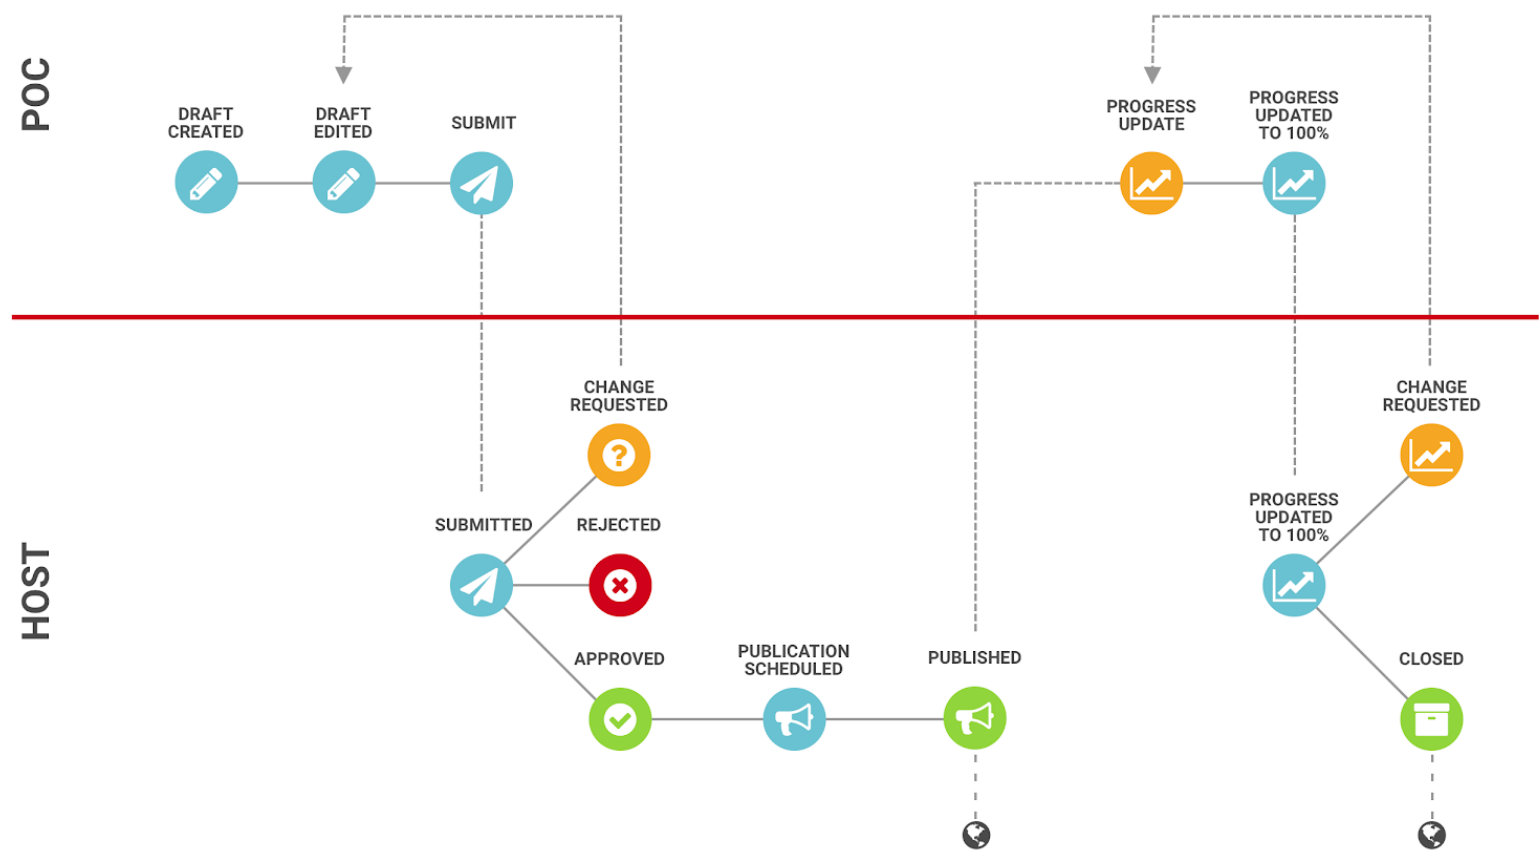 POC
DRAFT
CREATED
DRAFT
EDITED
SUBMIT
PROGRESS
UPDATE
PROGRESS
UPDATED
TO 100%
HOST
CHANGE
REQUESTED
SUBMITTED
REJECTED
APPROVED
PUBLICATION
SCHEDULED
PUBLISHED
PROGRESS
UPDATED
TO 100%
CHANGE
REQUESTED
CLOSED